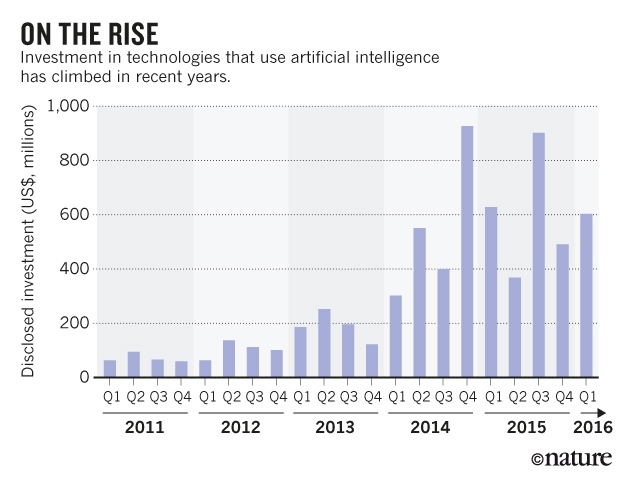 ON THE RISE
Investment in technologies that use artificial intelligence
has climbed in recent years.
Disclosed investment (US$, millions)
1,000
800
600
400
200
0
Q1 Q2 Q3 Q4 Q1 Q2 Q3 Q4 Q1 Q2 Q3 Q4 Q1 Q2 Q3 Q4 Q1 Q2 Q3 Q4 Q1
2011 2012 2013 2014 2015 2016
©nature